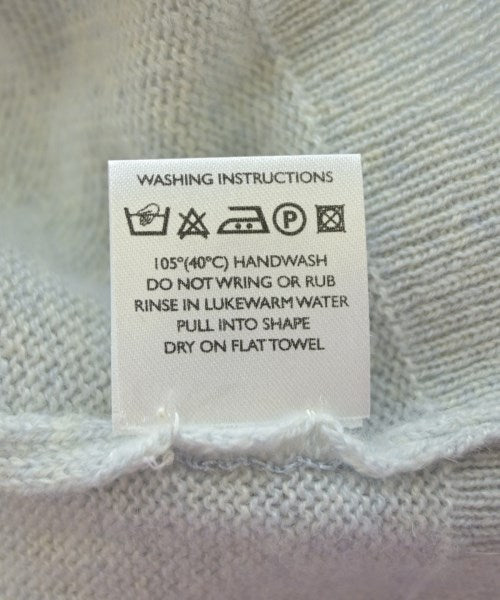 WASHING INSTRUCTIONS
P
105°(40°C) HANDWASH
DO NOT WRING OR RUB
RINSE IN LUKEWARM WATER
PULL INTO SHAPE
DRY ON FLAT TOWEL